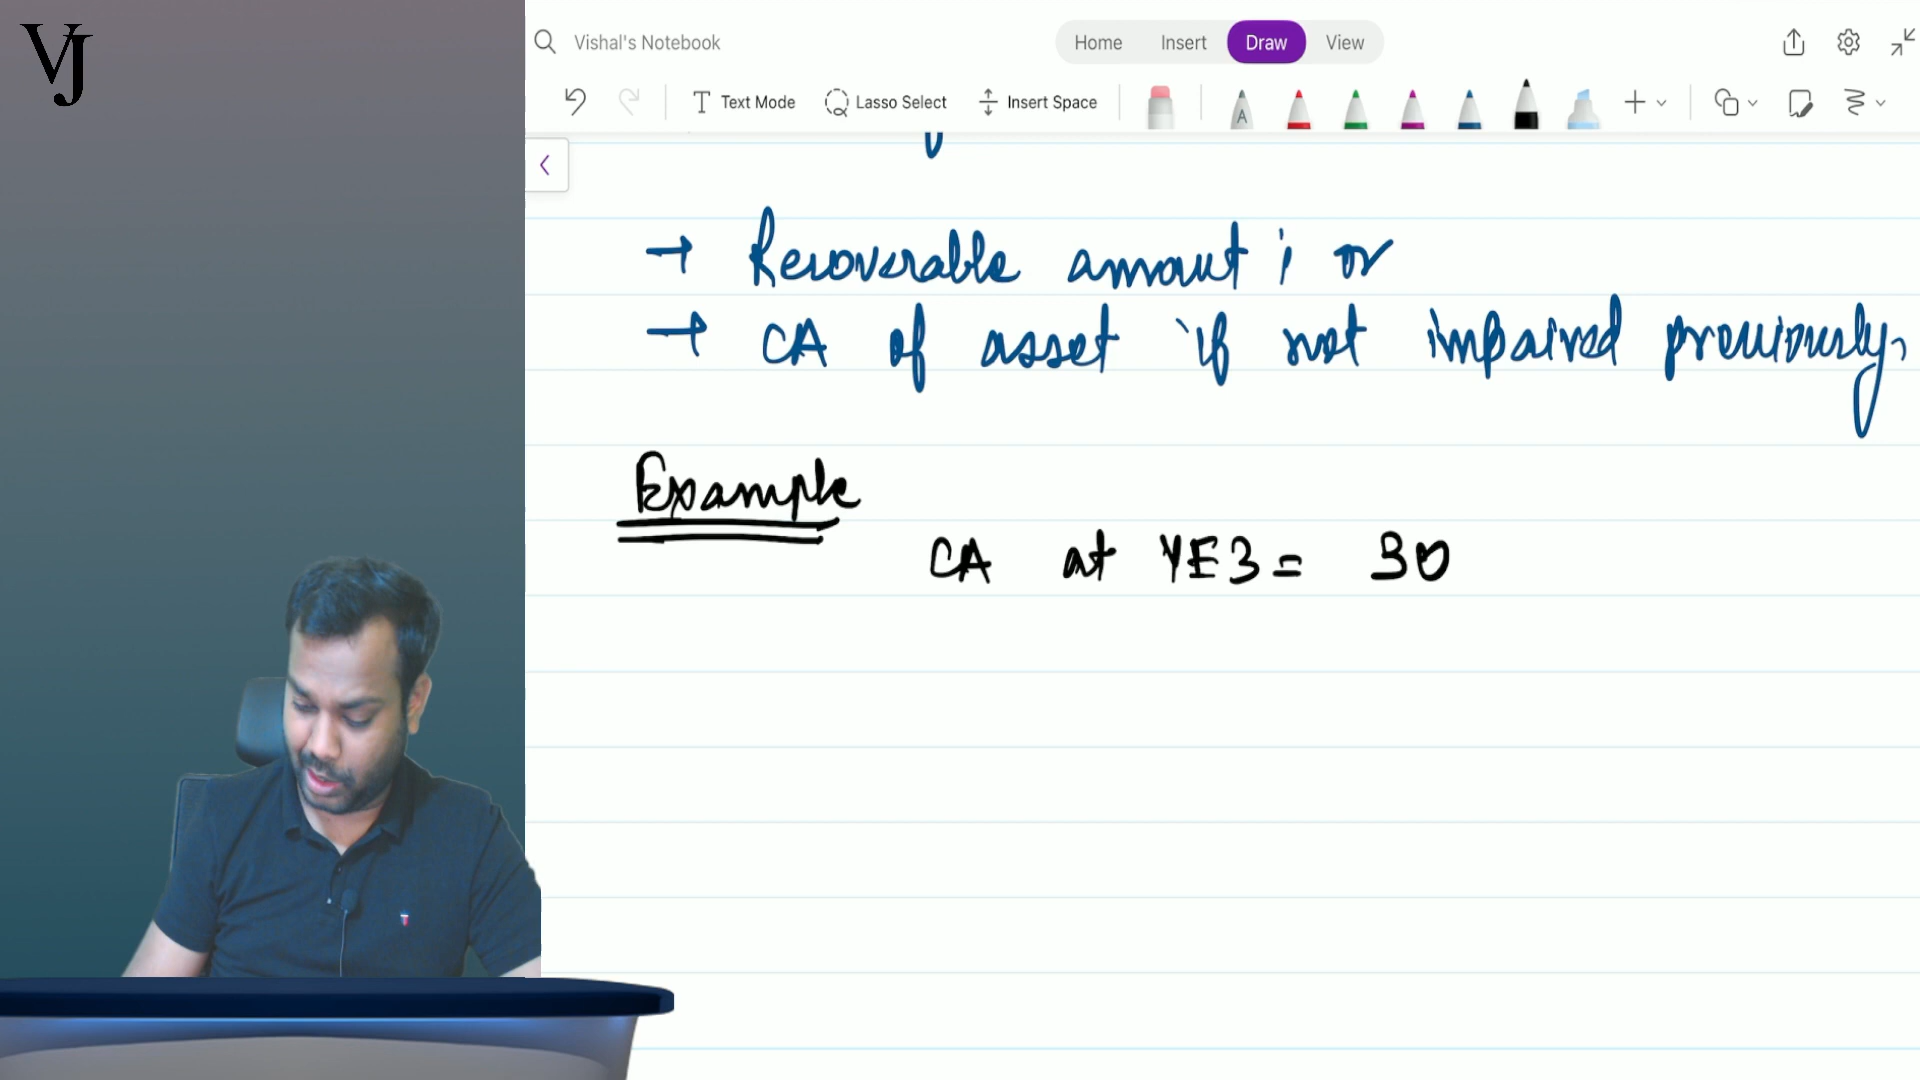 VJ
Vishal's Notebook
Home Insert Draw View
Text Mode Lasso Select Insert Space
A
→ Recoverable amount ; or
→ CA of asset if not impaired previously.
Example
CA at YE3 = 30